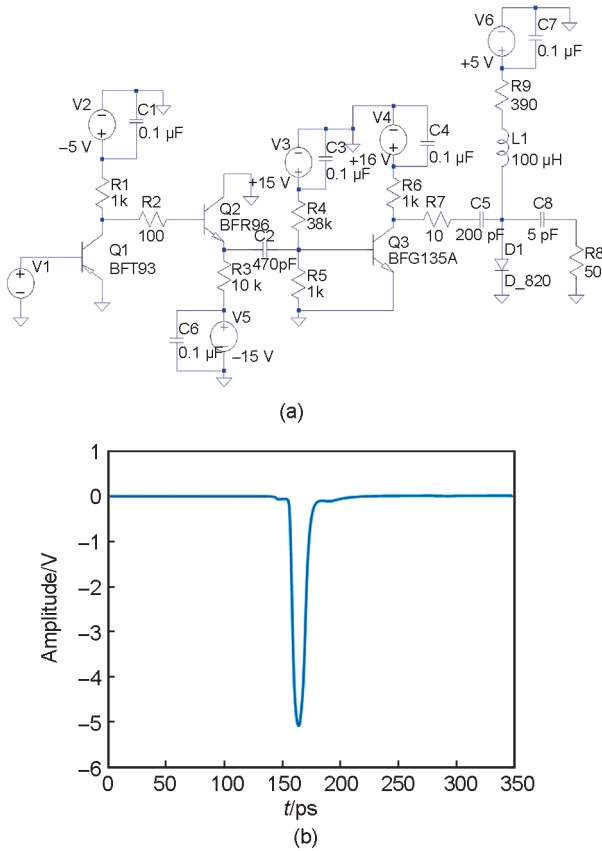 V6
C7
0.1 µF
+5 V
R9
390
L1
100 µH
V2
C1
0.1 µF
−5 V
V3
C3
0.1 µF
+15 V
V4
C4
0.1 µF
+16 V
R1
1k
R2
100
Q2
BFR96
C2
470pF
R4
38k
R6
1k
R7
10
C5
200 pF
C8
5 pF
Q1
BFT93
V1
R3
10 k
R5
1k
Q3
BFG135A
D1
D_820
R8
50
C6
0.1 µF
V5
−15 V
(a)
Amplitude/V
1
0
−1
−2
−3
−4
−5
−6
0 50 100 150 200 250 300 350
t/ps
(b)